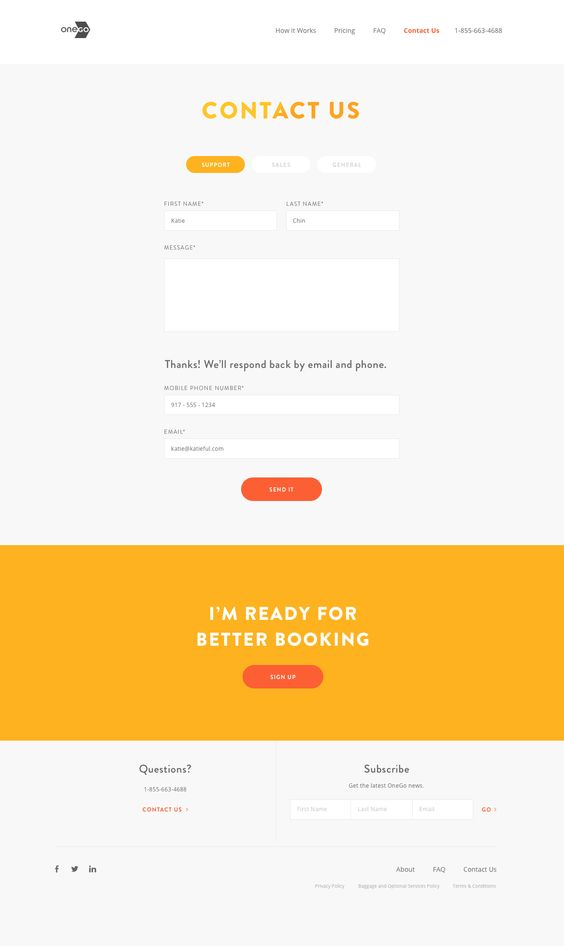 oneGO
How it Works Pricing FAQ Contact Us 1-855-663-4688
CONTACT US
SUPPORT SALES GENERAL
FIRST NAME* LAST NAME*
Katie Chin
MESSAGE*
Thanks! We'll respond back by email and phone.
MOBILE PHONE NUMBER*
917 - 555 - 1234
EMAIL*
katie@katieful.com
SEND IT
I'M READY FOR
BETTER BOOKING
SIGN UP
Questions?
1-855-663-4688
CONTACT US >
Subscribe
Get the latest OneGo news.
First Name Last Name Email GO >
About FAQ Contact Us
Privacy Policy Baggage and Optional Services Policy Terms & Conditions